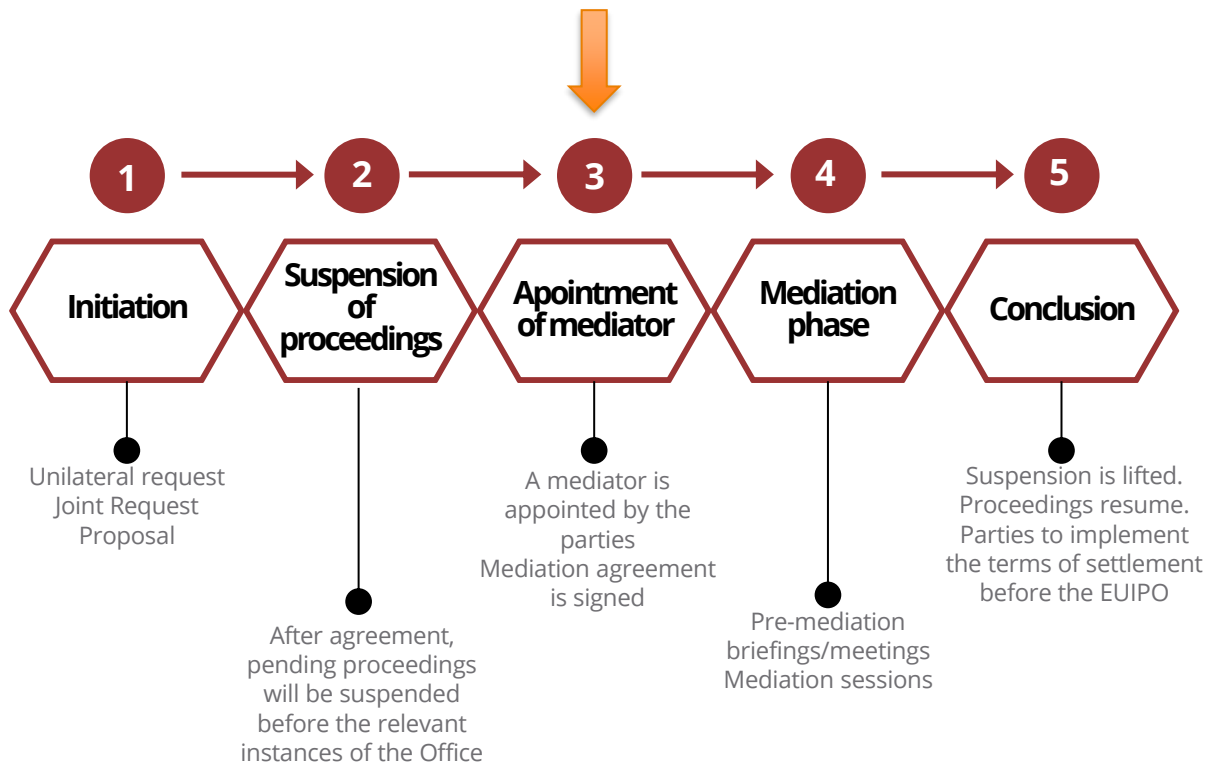 1
2
3
4
5
Initiation
Suspension
of
proceedings
Apointment
of mediator
Mediation
phase
Conclusion
Unilateral request
Joint Request
Proposal
After agreement,
pending proceedings
will be suspended
before the relevant
instances of the Office
A mediator is
appointed by the
parties
Mediation agreement
is signed
Pre-mediation
briefings/meetings
Mediation sessions
Suspension is lifted.
Proceedings resume.
Parties to implement
the terms of settlement
before the EUIPO